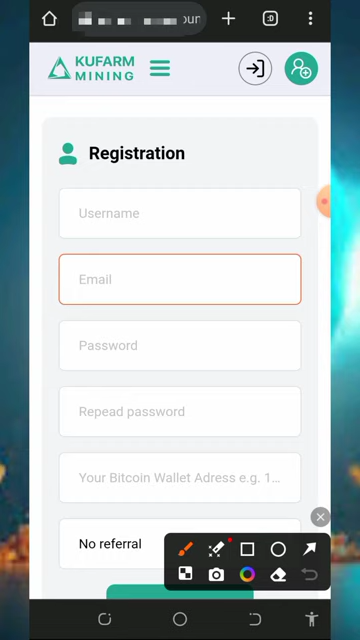 :D
KUFARM
MINING
Registration
Username
Email
Password
Repead password
Your Bitcoin Wallet Adress e.g. 1...
No referral